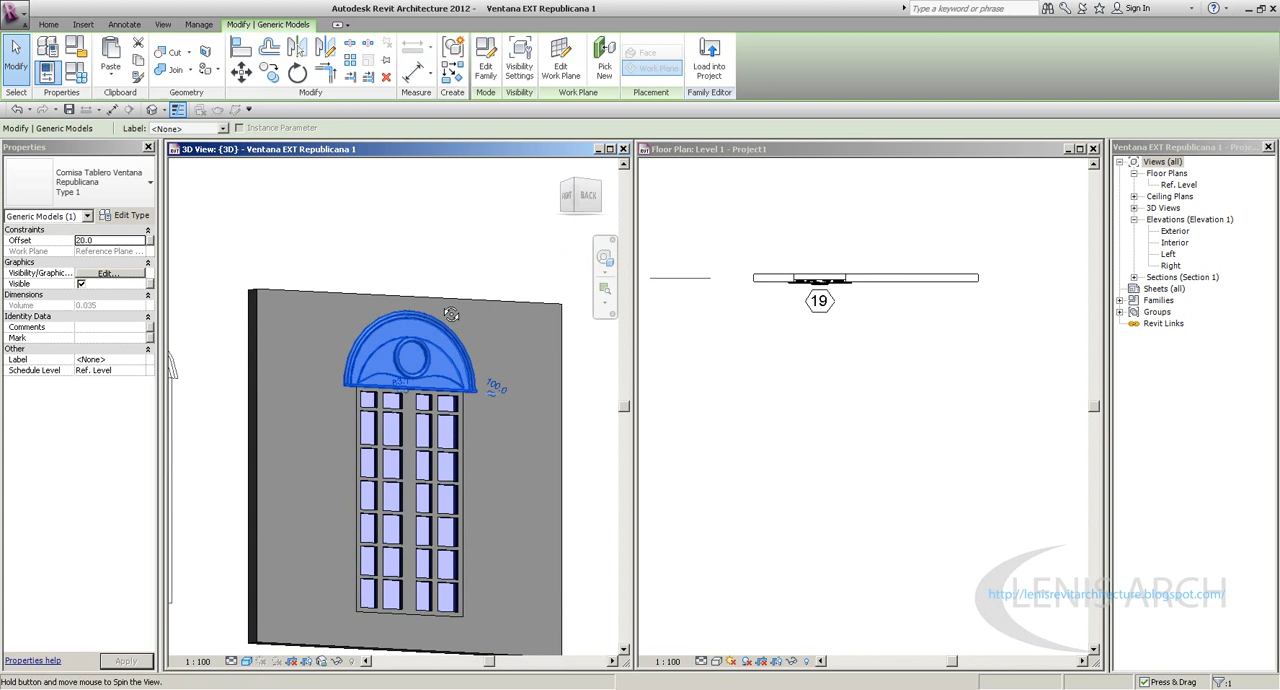 Autodesk Revit Architecture 2012 - Ventana EXT Republicana 1
Type a keyword or phrase
Sign In
Home Insert Annotate View Manage Modify | Generic Models
Modify
Paste
Cut
Join
Edit Family
Visibility Settings
Edit Work Plane
Pick New
Face
Work Plane
Load into Project
Select Properties Clipboard Geometry Modify Measure Create Mode Visibility Work Plane Placement Family Editor
Modify | Generic Models Label: <None> Instance Parameter
Properties
Cornisa Tablero Ventana Republicana
Type 1
Generic Models (1) Edit Type
Constraints
Offset 20.0
Work Plane Reference Plane ...
Graphics
Visibility/Graphic... Edit...
Visible
Dimensions
Volume 0.035
Identity Data
Comments
Mark
Other
Label <None>
Schedule Level Ref. Level
Properties help Apply
3D View: {3D} - Ventana EXT Republicana 1
BACK
100.0
1 : 100
Floor Plan: Level 1 - Project1
19
1 : 100
Ventana EXT Republicana 1 - Proj...
Views (all)
Floor Plans
Ref. Level
Ceiling Plans
3D Views
Elevations (Elevation 1)
Exterior
Interior
Left
Right
Sections (Section 1)
Sheets (all)
Families
Groups
Revit Links
LENIS ARCH
http://lenisrevitarchitecture.blogspot.com/
Hold button and move mouse to Spin the View.
Press & Drag
:1